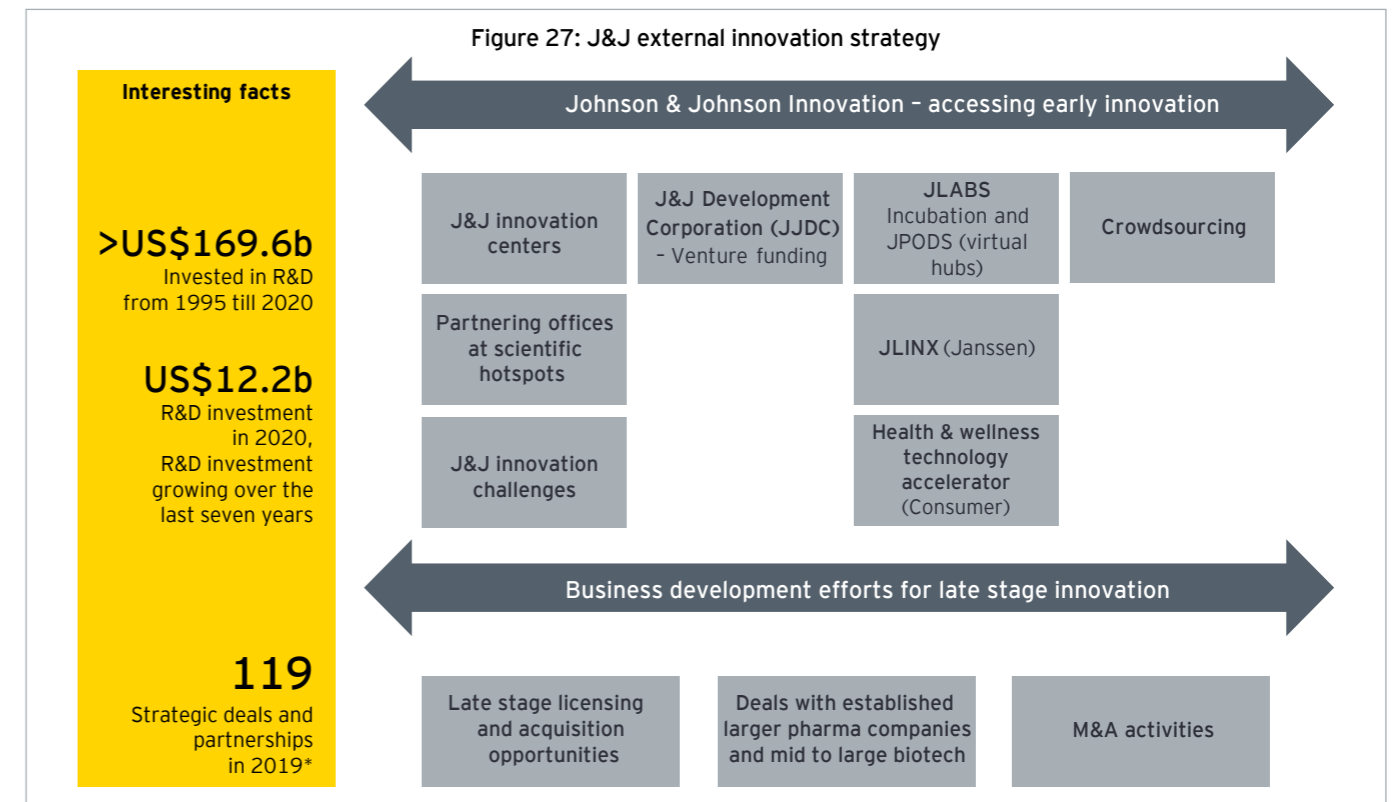 Figure 27: J&J external innovation strategy
Interesting facts
>US$169.6b
Invested in R&D
from 1995 till 2020
US$12.2b
R&D investment
in 2020,
R&D investment
growing over the
last seven years
119
Strategic deals and
partnerships
in 2019*
Johnson & Johnson Innovation – accessing early innovation
J&J innovation
centers
J&J Development
Corporation (JJDC)
– Venture funding
JLABS
Incubation and
JPODS (virtual
hubs)
Crowdsourcing
Partnering offices
at scientific
hotspots
JLINX (Janssen)
J&J innovation
challenges
Health & wellness
technology
accelerator
(Consumer)
Business development efforts for late stage innovation
Late stage licensing
and acquisition
opportunities
Deals with established
larger pharma companies
and mid to large biotech
M&A activities